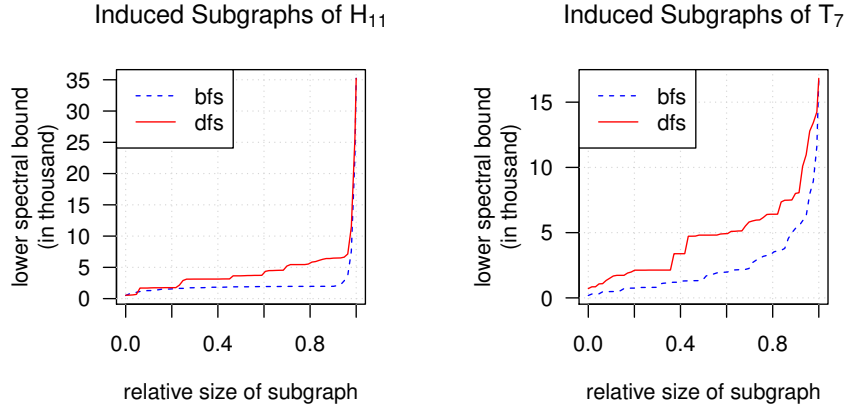 Induced Subgraphs of H11
lower spectral bound
(in thousand)
35
30
25
20
15
10
5
0
bfs
dfs
0.0 0.4 0.8
relative size of subgraph
Induced Subgraphs of T7
lower spectral bound
(in thousand)
15
10
5
0
bfs
dfs
0.0 0.4 0.8
relative size of subgraph